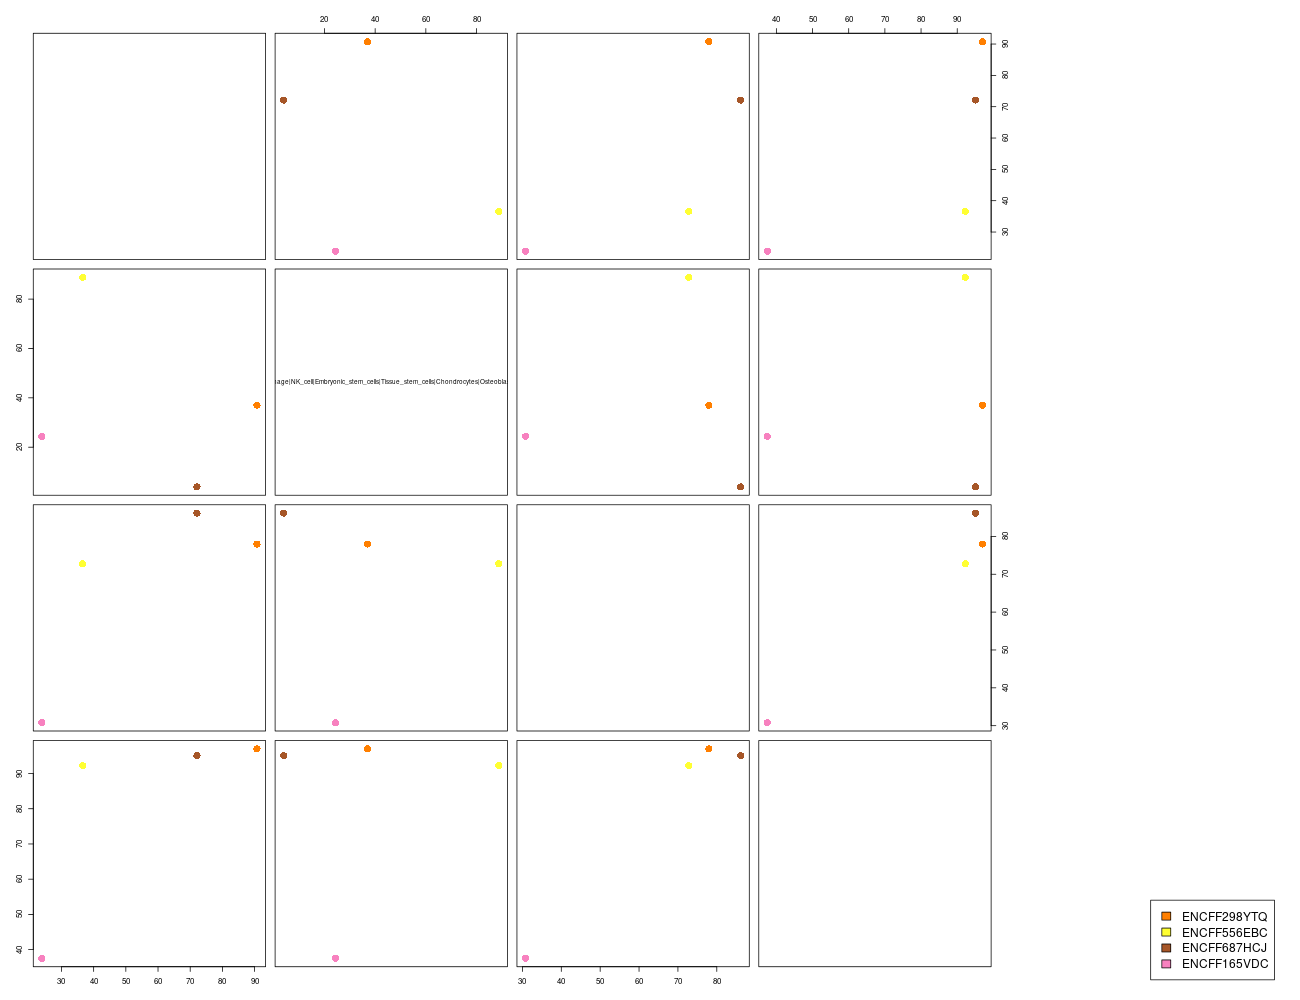 20 40 60 80
40 50 60 70 80 90
30 40 50 60 70 80 90
20 40 60 80
age|NK_cell|Embryonic_stem_cells|Tissue_stem_cells|Chondrocytes|Osteobla
30 40 50 60 70 80
40 50 60 70 80 90
30 40 50 60 70 80 90
30 40 50 60 70 80
ENCFF298YTQ
ENCFF556EBC
ENCFF687HCJ
ENCFF165VDC